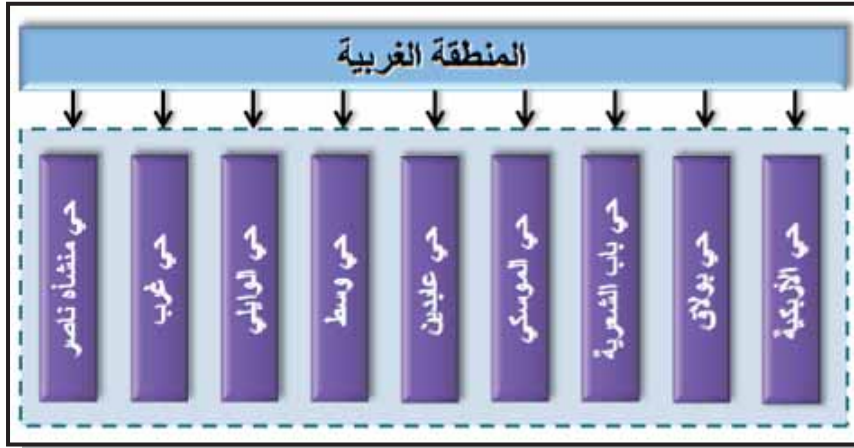 المنطقة الغربية
حي الأزبكية
حي بولاق
حي باب الشعرية
حي الموسكي
حي عابدين
حي وسط
حي الوايلي
حي غرب
حي منشأه ناصر